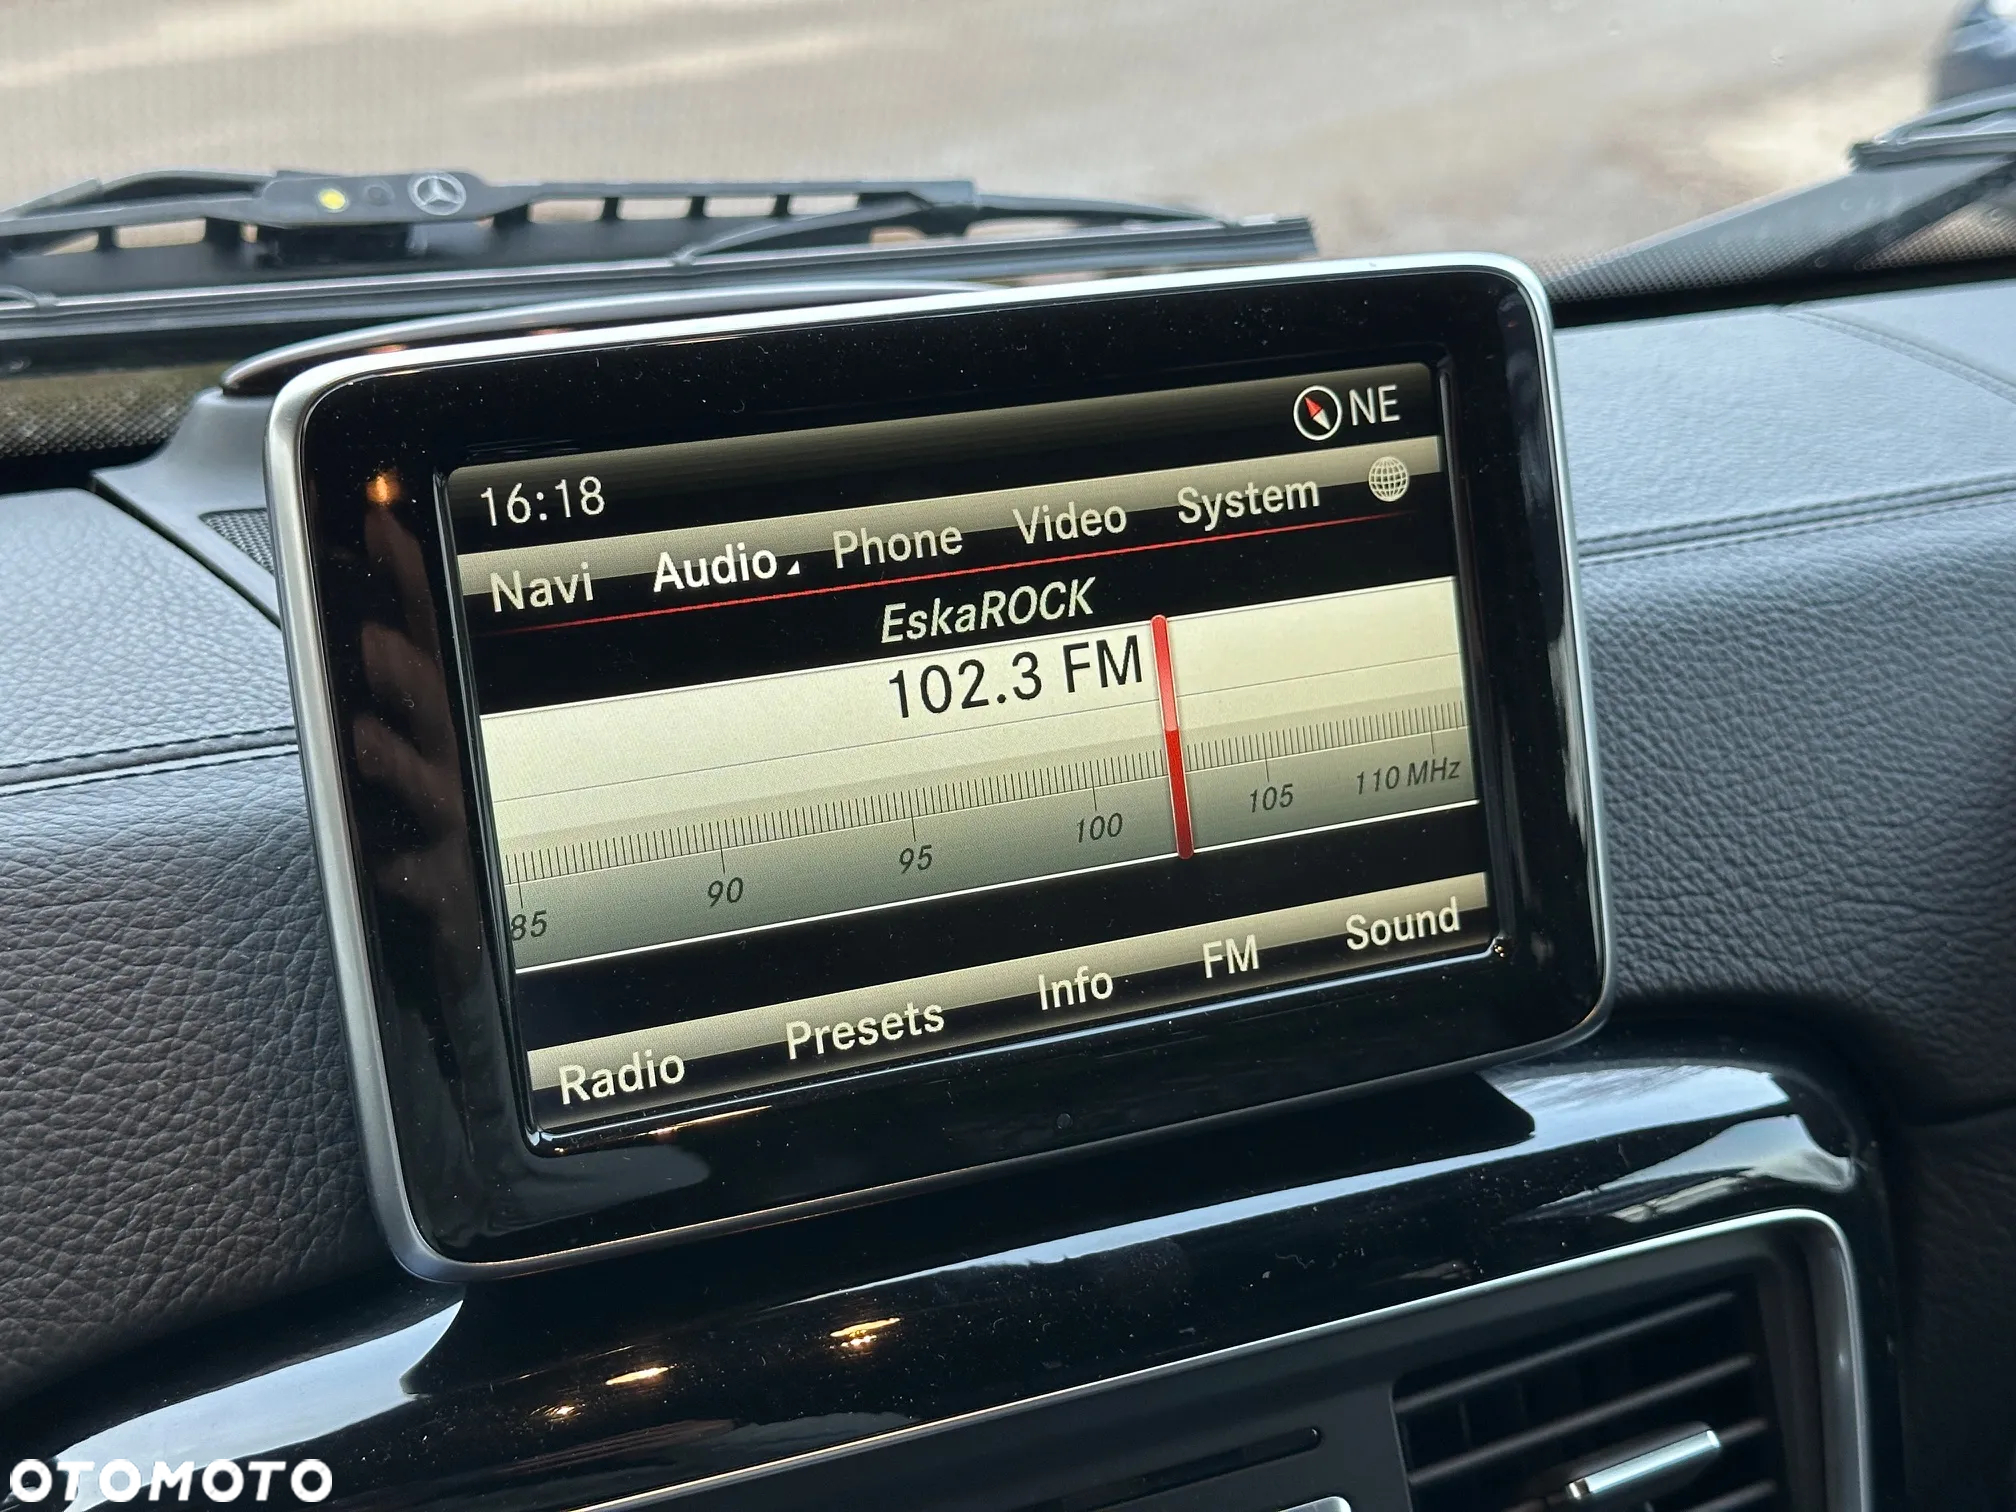 NE
16:18
Navi Audio Phone Video System
EskaROCK
102.3 FM
85 90 95 100 105 110 MHz
Radio Presets Info FM Sound
OTOMOTO